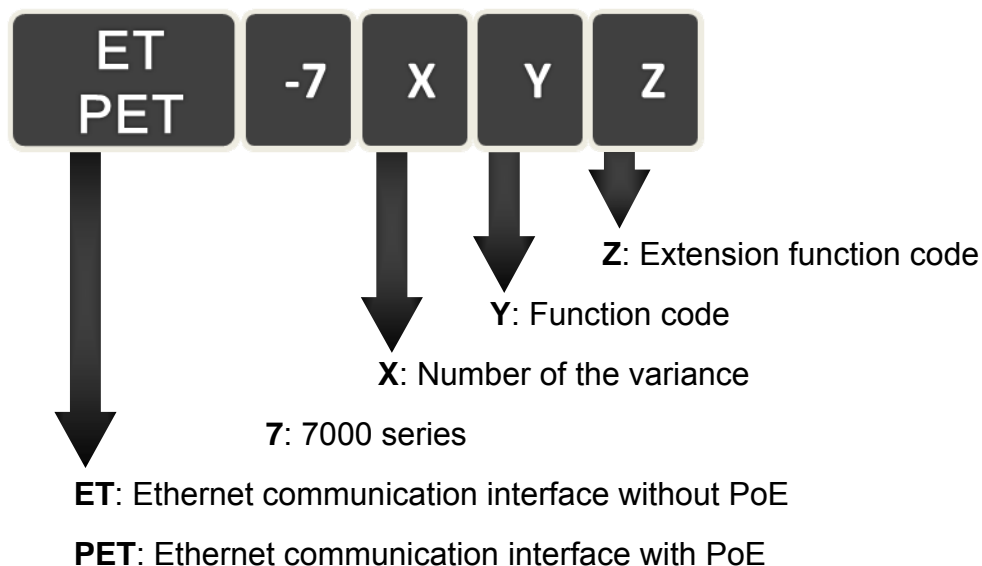 ET
PET
-7
X
Y
Z
Z: Extension function code
Y: Function code
X: Number of the variance
7: 7000 series
ET: Ethernet communication interface without PoE
PET: Ethernet communication interface with PoE